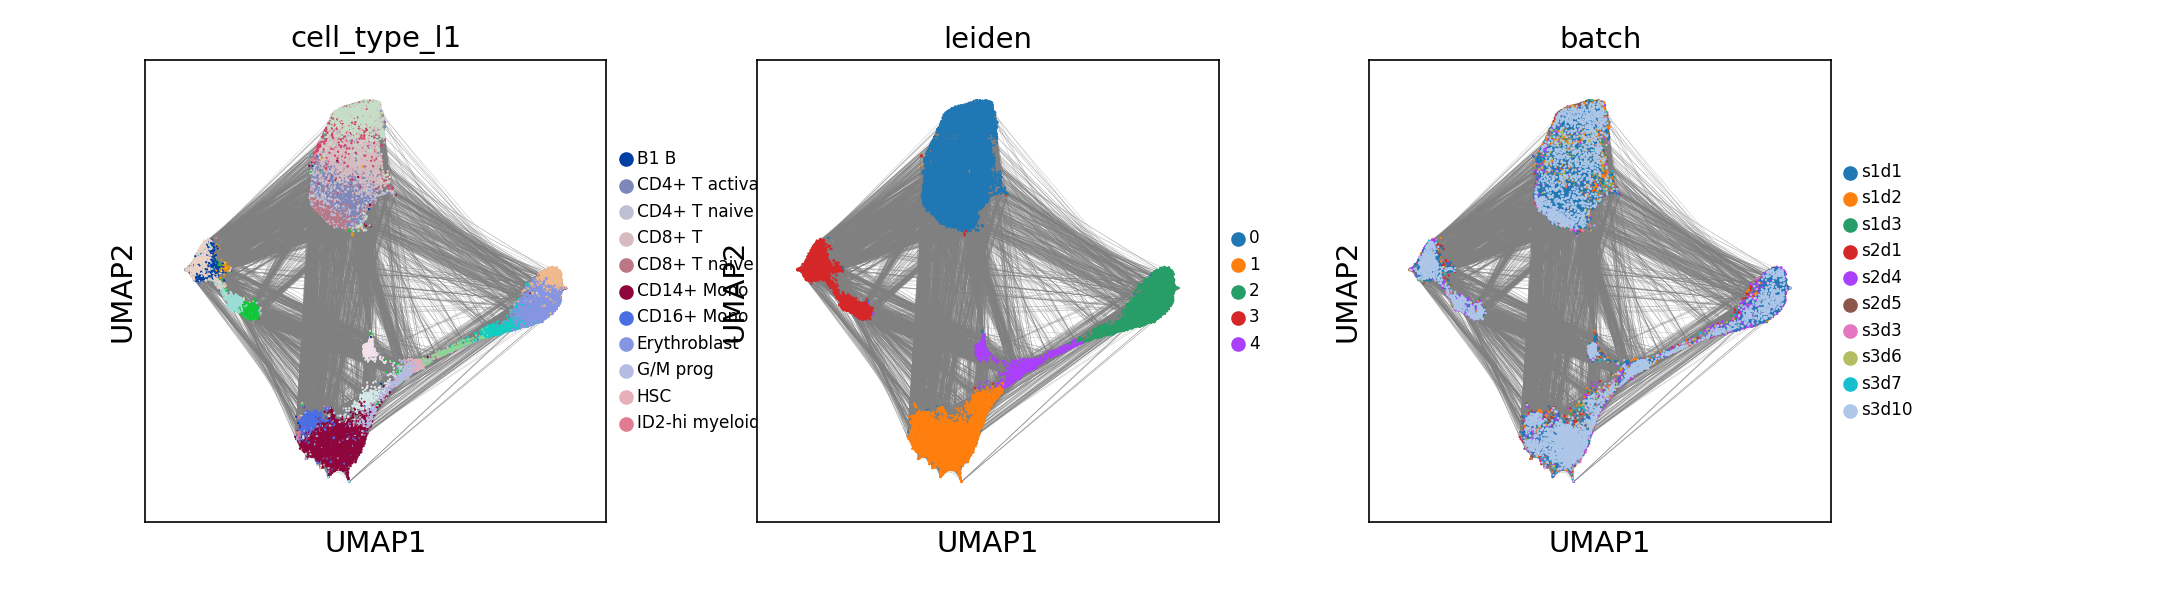 cell_type_l1
leiden
batch
UMAP2
UMAP1
B1 B
CD4+ T activa
CD4+ T naive
CD8+ T
CD8+ T naive
CD14+ Mono
CD16+ Mono
Erythroblast
G/M prog
HSC
ID2-hi myeloid
UMAP2
UMAP1
0
1
2
3
4
UMAP2
UMAP1
s1d1
s1d2
s1d3
s2d1
s2d4
s2d5
s3d3
s3d6
s3d7
s3d10